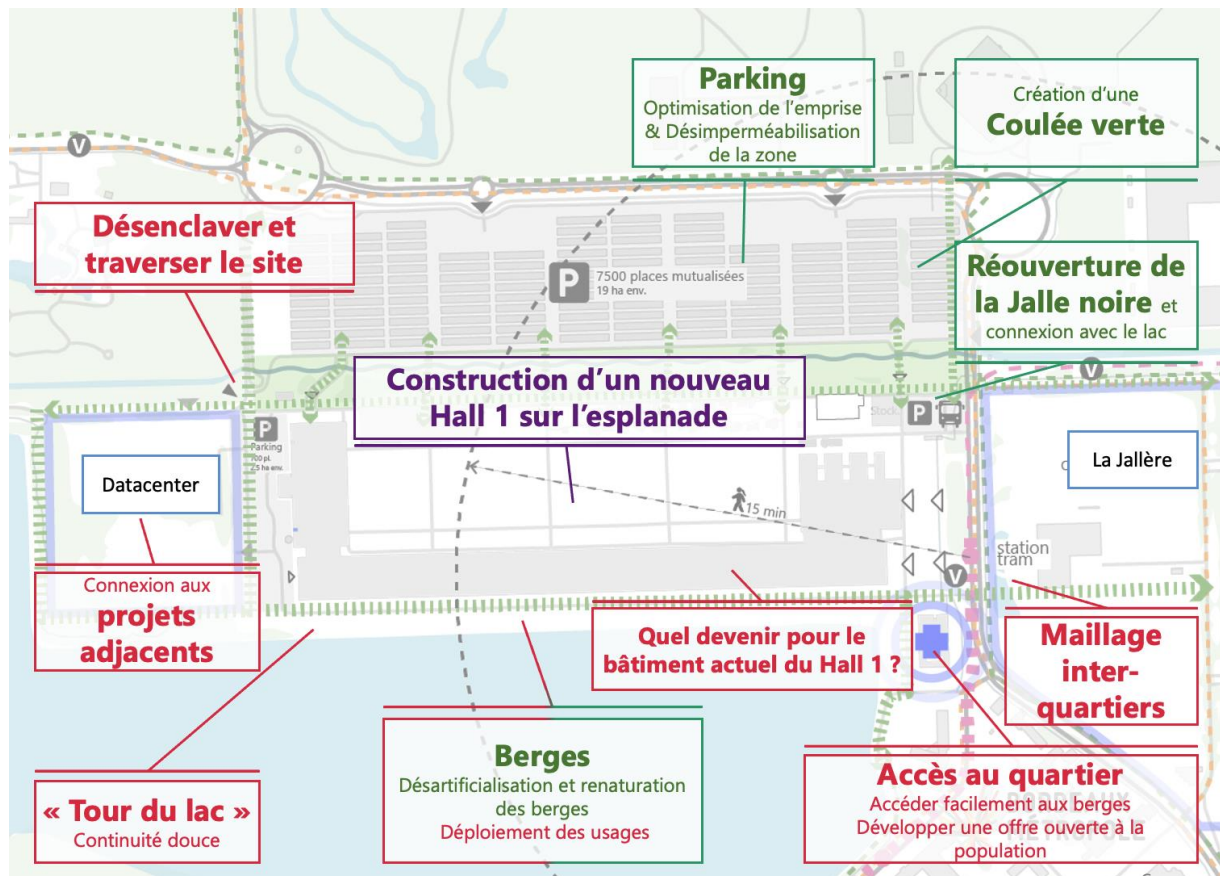 Parking
Optimisation de l'emprise
& Désimperméabilisation
de la zone
Création d'une
Coulée verte
V
Désenclaver et
traverser le site
P
7500 places mutualisées
19 ha env.
Réouverture de
la Jalle noire et
connexion avec le lac
Construction d'un nouveau
Hall 1 sur l'esplanade
V
P
P
Parking
Datacenter
La Jallère
15 min
station
tram
V
Connexion aux
projets
adjacents
Quel devenir pour le
bâtiment actuel du Hall 1 ?
Maillage
inter-
quartiers
Berges
Désartificialisation et renaturation
des berges
Déploiement des usages
« Tour du lac »
Continuité douce
Accès au quartier
Accéder facilement aux berges
Développer une offre ouverte à la
population
BORDEAUX
MÉTROPOLE